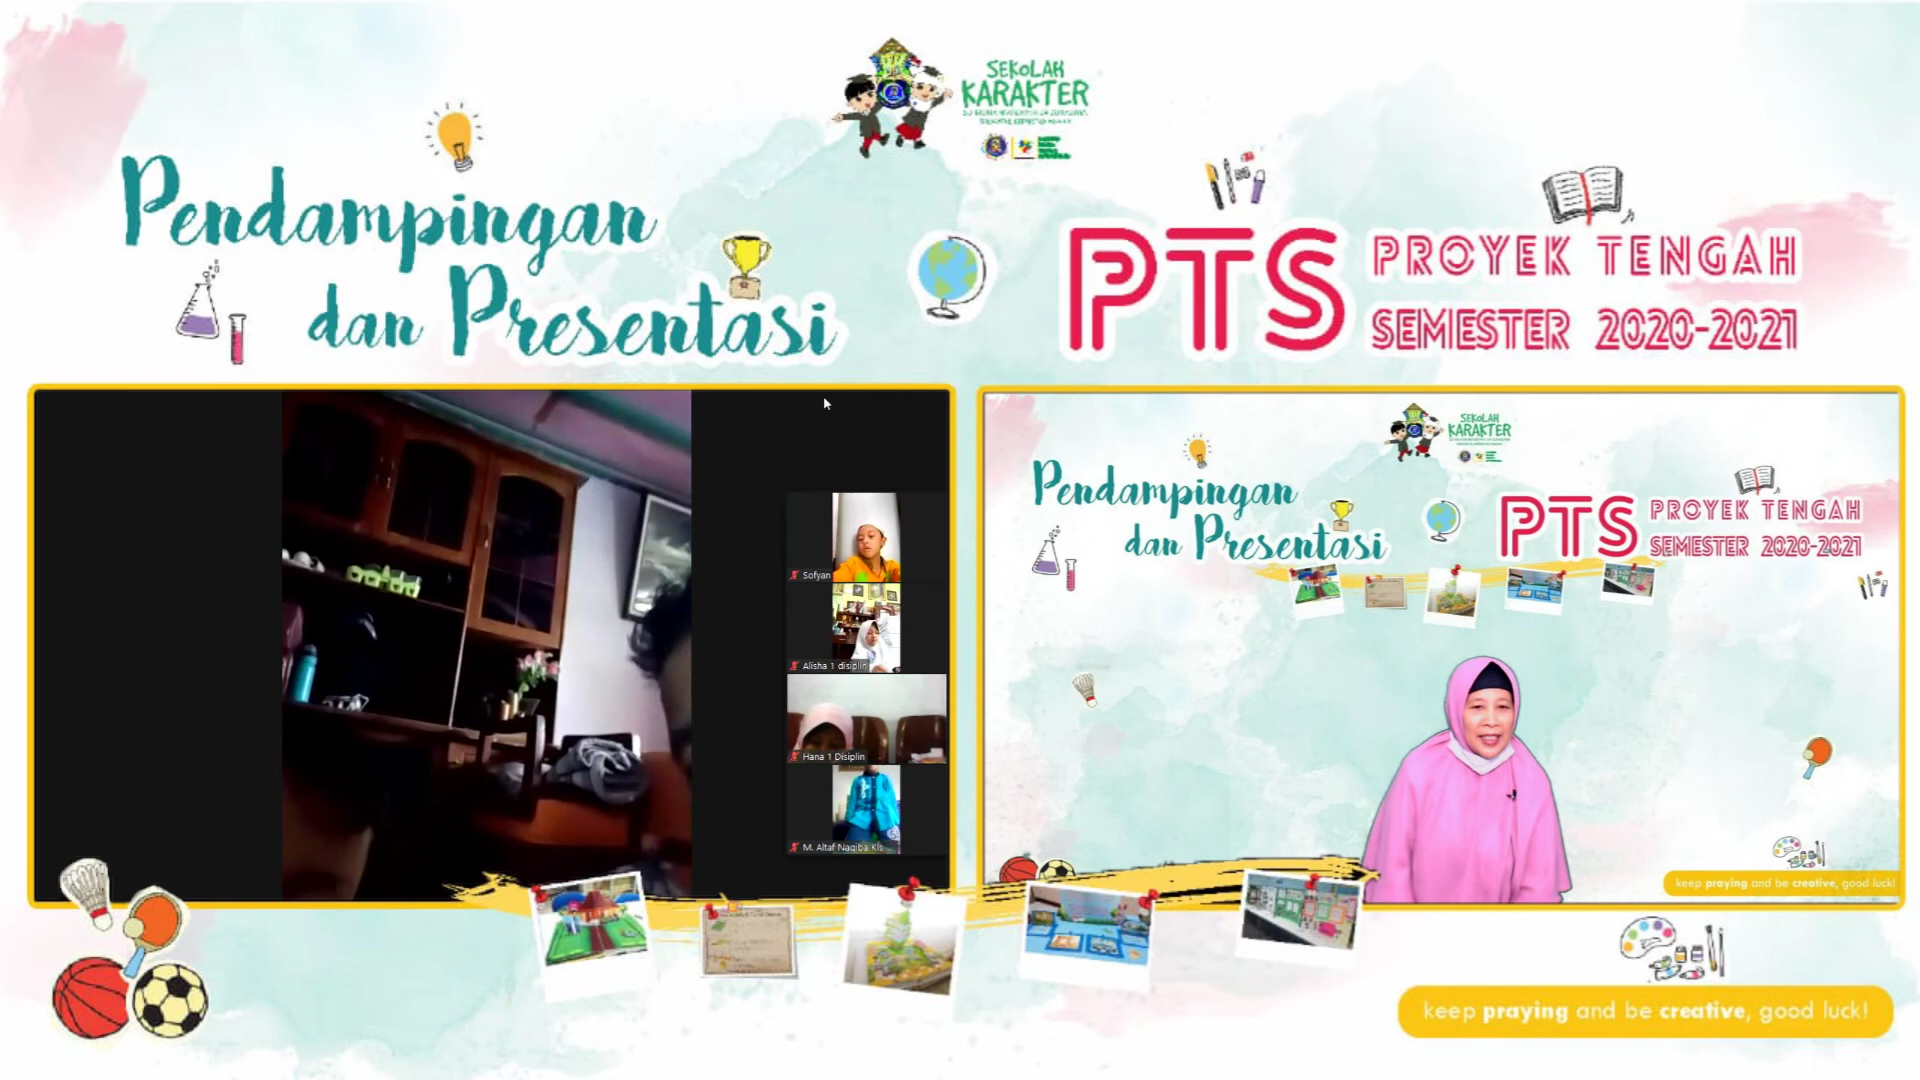 SEKOLAH
KARAKTER
Pendampingan
dan Presentasi
PTS
PROYEK TENGAH
SEMESTER 2020-2021
Sofyan
Alisha 1 disiplin
Hana 1 Disiplin
M. Altaf Naqiba Kls
SEKOLAH
KARAKTER
Pendampingan
dan Presentasi
PTS
PROYEK TENGAH
SEMESTER 2020-2021
keep praying and be creative, good luck!
keep praying and be creative, good luck!